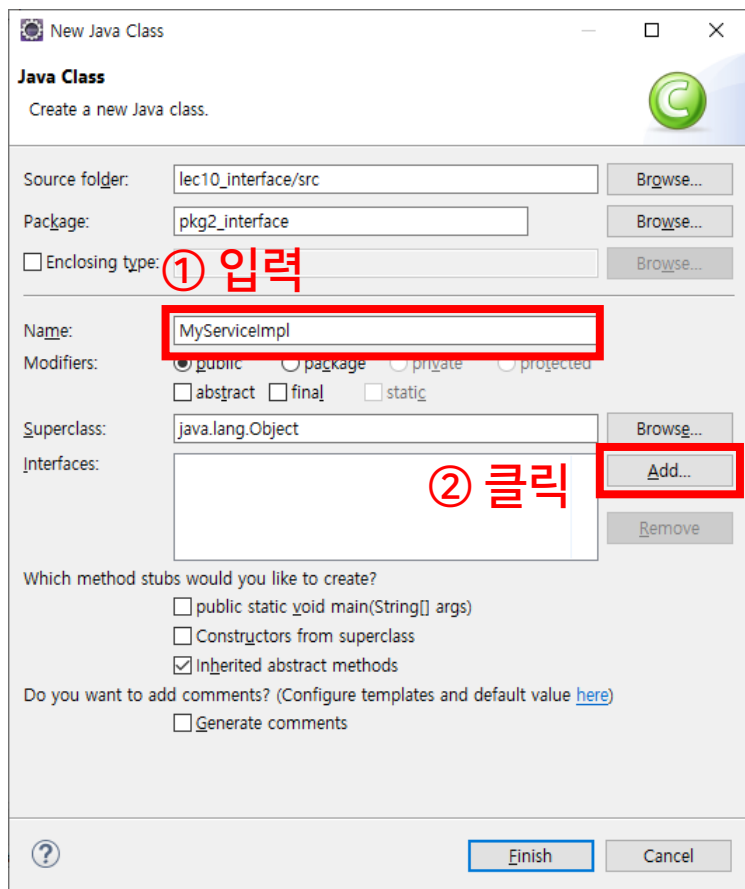 New Java Class
Java Class
Create a new Java class.
Source folder: lec10_interface/src Browse...
Package: pkg2_interface Browse...
Enclosing type: Browse...
① 입력
Name: MyServiceImpl
Modifiers: public package private protected
abstract final static
Superclass: java.lang.Object Browse...
Interfaces: Add...
② 클릭
Remove
Which method stubs would you like to create?
public static void main(String[] args)
Constructors from superclass
Inherited abstract methods
Do you want to add comments? (Configure templates and default value here)
Generate comments
? Finish Cancel